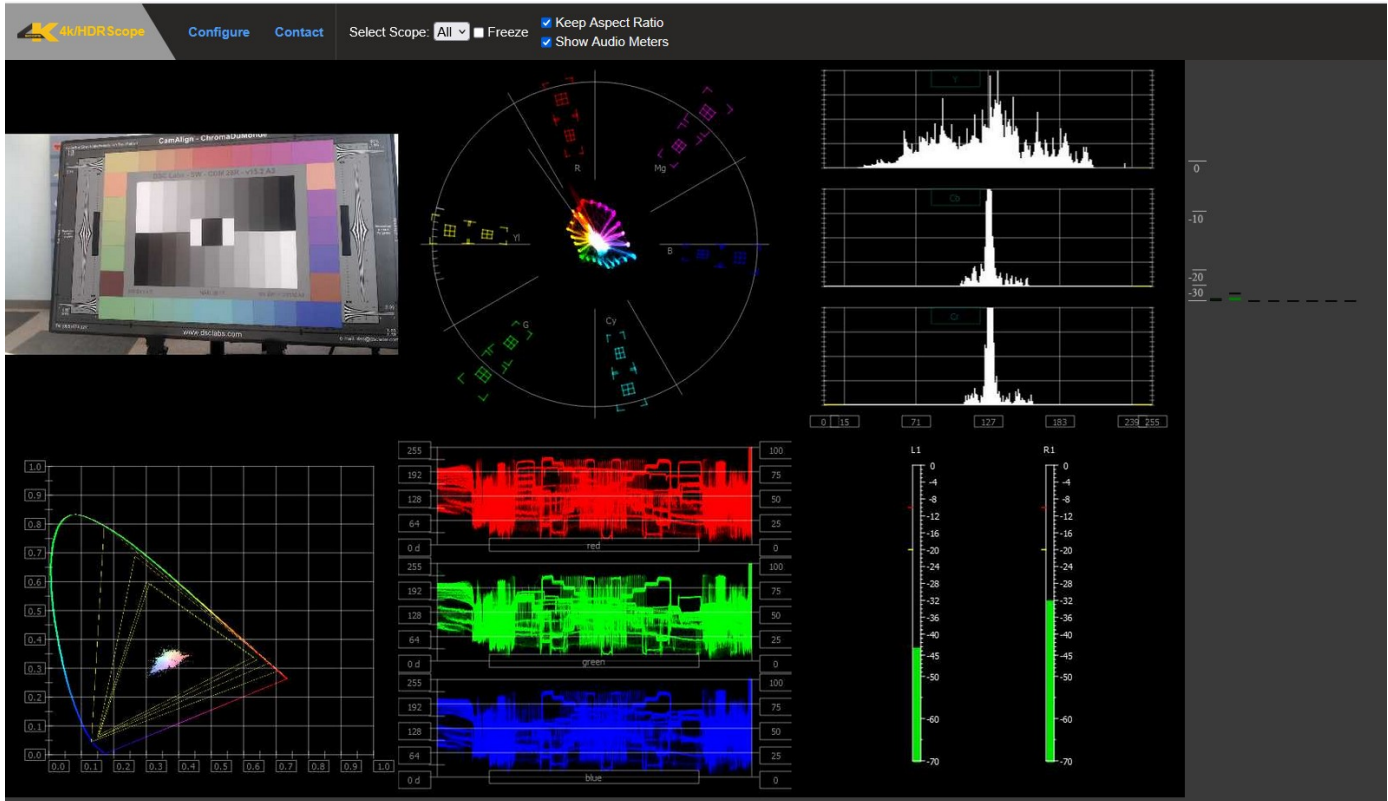 4K 4k/HDRScope
Configure
Contact
Select Scope: All
Freeze
Keep Aspect Ratio
Show Audio Meters
CamAlign - ChromaDuMonde
www.dsclabs.com
R
Mg
Yl
B
G
Cy
Y
Cb
Cr
0 15 71 127 183 239 255
0
-10
-20
-30
1.0
0.9
0.8
0.7
0.6
0.5
0.4
0.3
0.2
0.1
0.0
0.0 0.1 0.2 0.3 0.4 0.5 0.6 0.7 0.8 0.9 1.0
255 100
192 75
128 50
64 25
0 d 0
red
255 100
192 75
128 50
64 25
0 d 0
green
255 100
192 75
128 50
64 25
0 d 0
blue
L1 R1
0 0
-4 -4
-8 -8
-12 -12
-16 -16
-20 -20
-24 -24
-28 -28
-32 -32
-36 -36
-40 -40
-45 -45
-50 -50
-60 -60
-70 -70